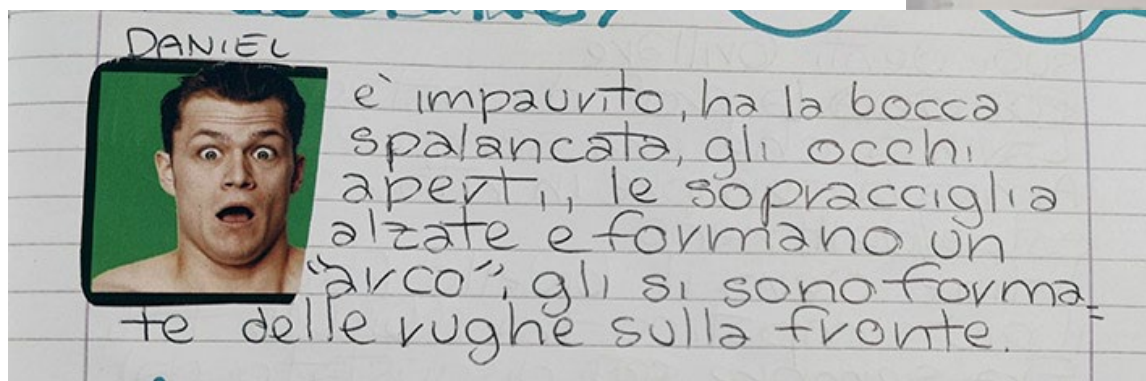 DANIEL
è impaurito, ha la bocca
spalancata, gli occhi
aperti, le sopracciglia
alzate e formano un
“arco”, gli si sono forma=
te delle rughe sulla fronte.